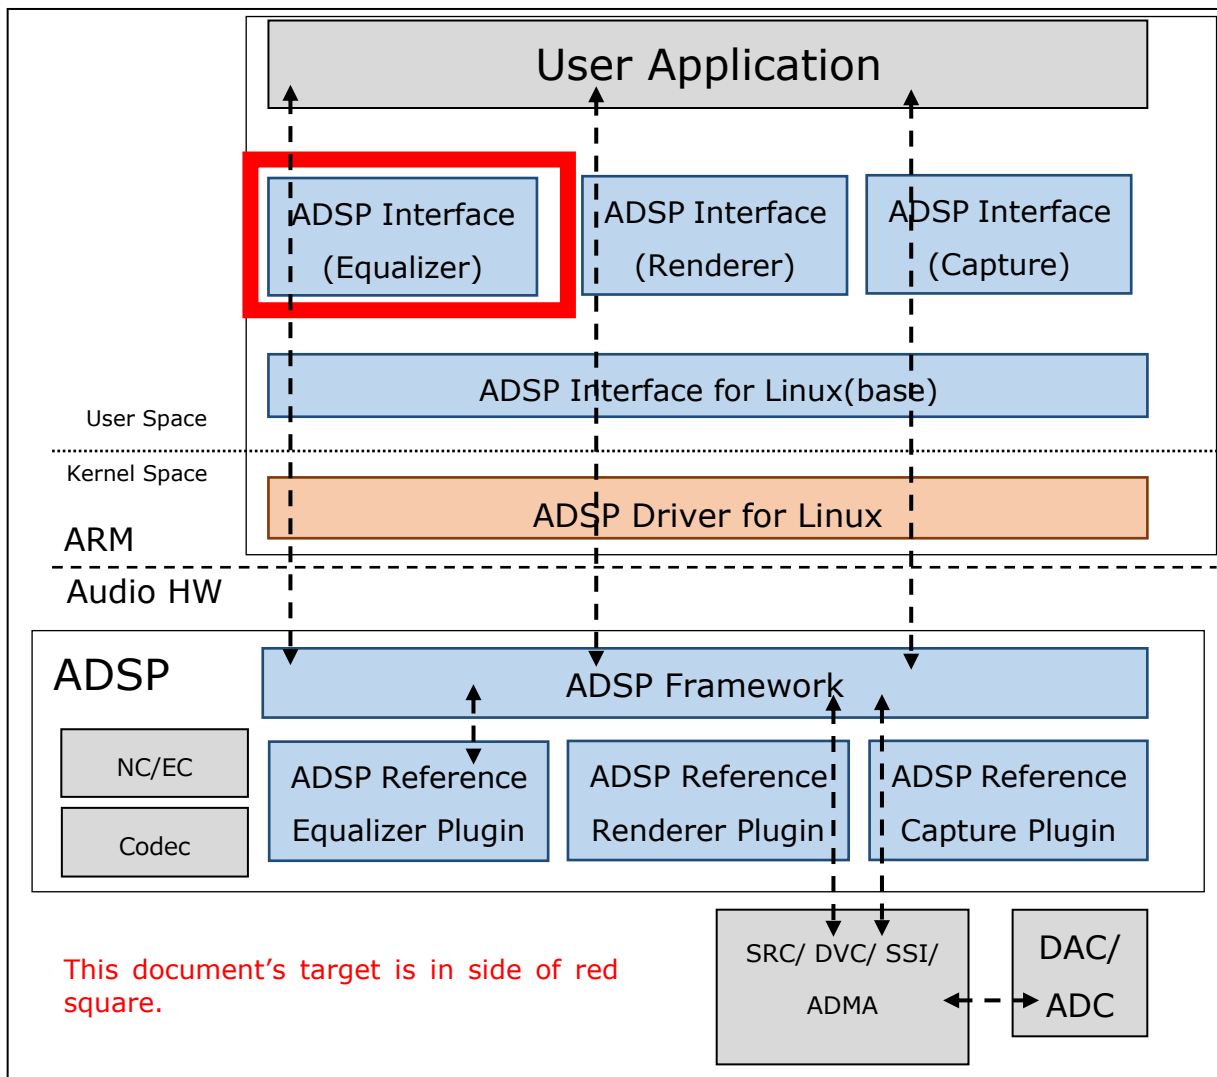 User Application
ADSP Interface
(Equalizer)
ADSP Interface
(Renderer)
ADSP Interface
(Capture)
ADSP Interface for Linux(base)
User Space
Kernel Space
ADSP Driver for Linux
ARM
Audio HW
ADSP
ADSP Framework
NC/EC
Codec
ADSP Reference
Equalizer Plugin
ADSP Reference
Renderer Plugin
ADSP Reference
Capture Plugin
SRC/ DVC/ SSI/
ADMA
DAC/
ADC
This document’s target is in side of red
square.